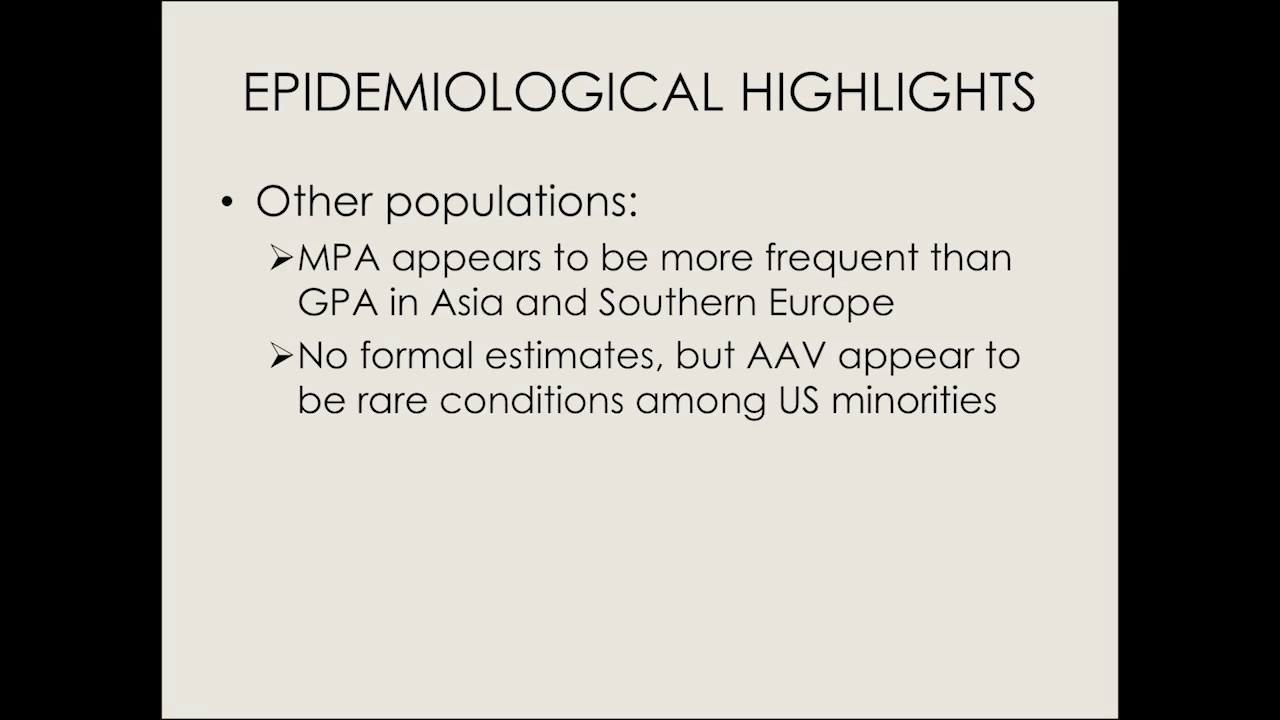 EPIDEMIOLOGICAL HIGHLIGHTS
• Other populations:
➢MPA appears to be more frequent than
GPA in Asia and Southern Europe
➢No formal estimates, but AAV appear to
be rare conditions among US minorities